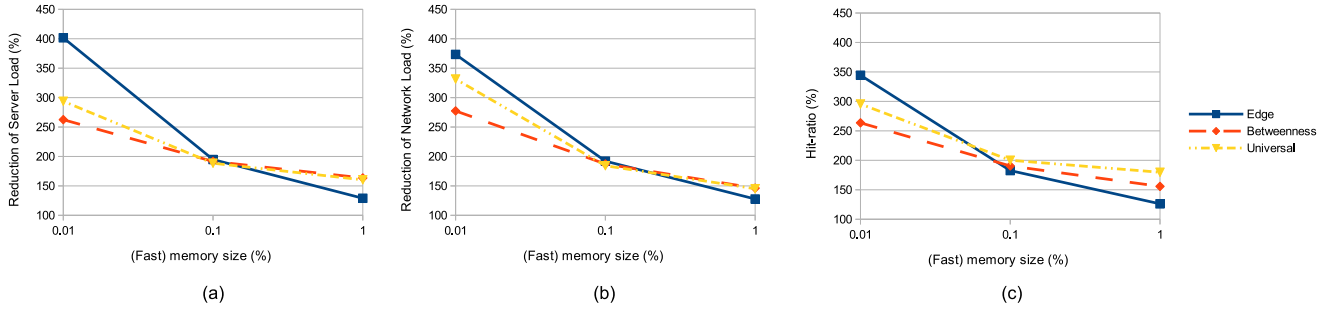 450
400
350
300
250
200
150
100
Reduction of Server Load (%)
0.01
0.1
1
(Fast) memory size (%)
(a)
450
400
350
300
250
200
150
100
Reduction of Network Load (%)
0.01
0.1
1
(Fast) memory size (%)
(b)
450
400
350
300
250
200
150
100
Hit-ratio (%)
0.01
0.1
1
(Fast) memory size (%)
(c)
Edge
Betweenness
Universal